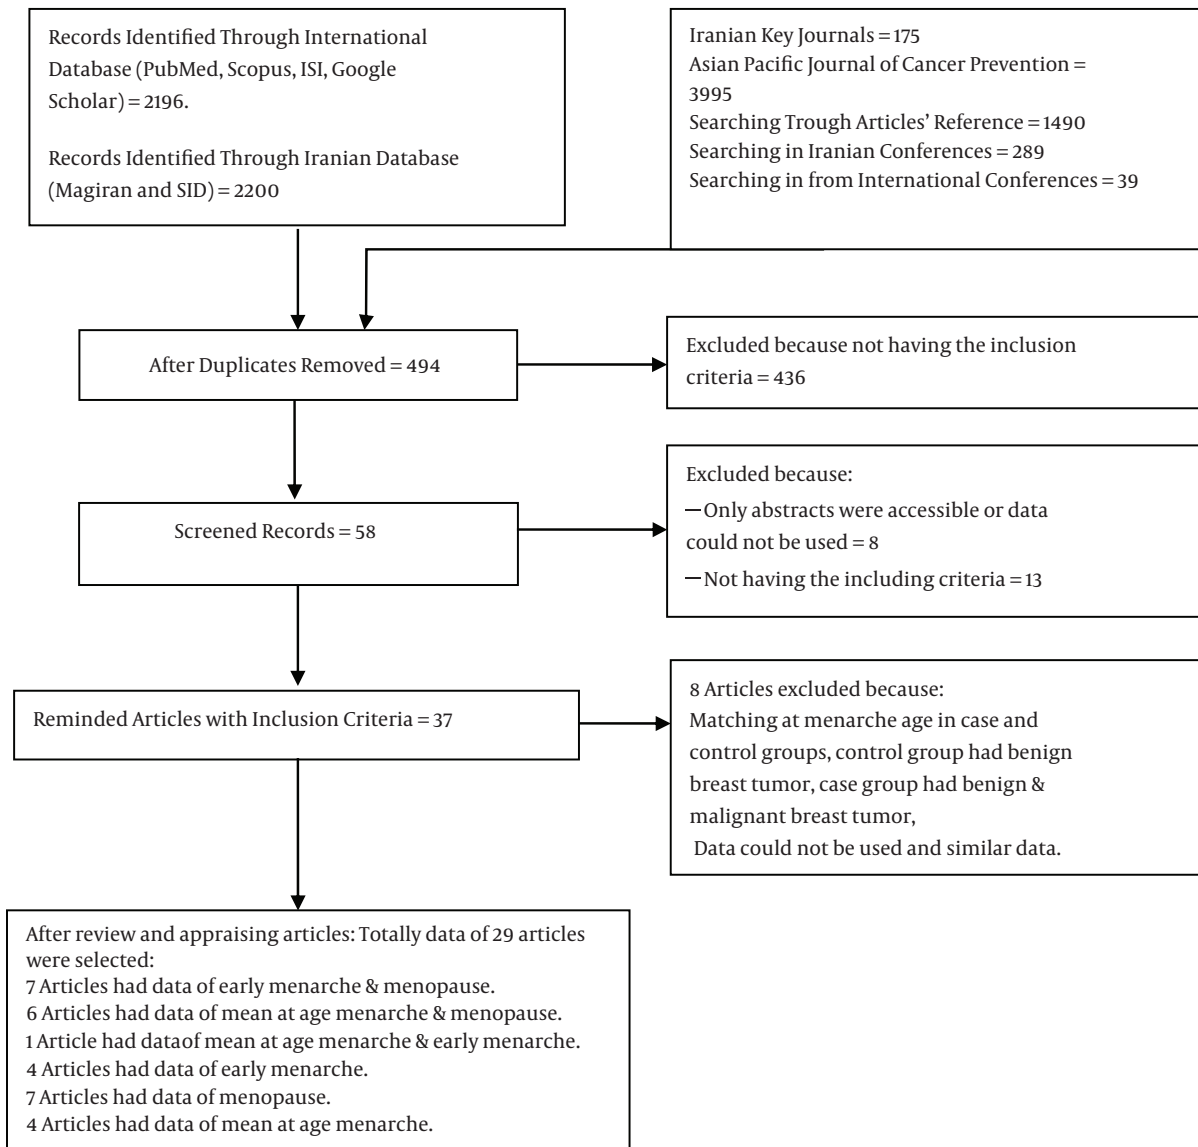 Records Identified Through International
Database (PubMed, Scopus, ISI, Google
Scholar) = 2196.
Records Identified Through Iranian Database
(Magiran and SID) = 2200
Iranian Key Journals = 175
Asian Pacific Journal of Cancer Prevention =
3995
Searching Trough Articles’ Reference = 1490
Searching in Iranian Conferences = 289
Searching in from International Conferences = 39
After Duplicates Removed = 494
Excluded because not having the inclusion
criteria = 436
Screened Records = 58
Excluded because:
— Only abstracts were accessible or data
could not be used = 8
— Not having the including criteria = 13
Reminded Articles with Inclusion Criteria = 37
8 Articles excluded because:
Matching at menarche age in case and
control groups, control group had benign
breast tumor, case group had benign &
malignant breast tumor,
Data could not be used and similar data.
After review and appraising articles: Totally data of 29 articles
were selected:
7 Articles had data of early menarche & menopause.
6 Articles had data of mean at age menarche & menopause.
1 Article had dataof mean at age menarche & early menarche.
4 Articles had data of early menarche.
7 Articles had data of menopause.
4 Articles had data of mean at age menarche.